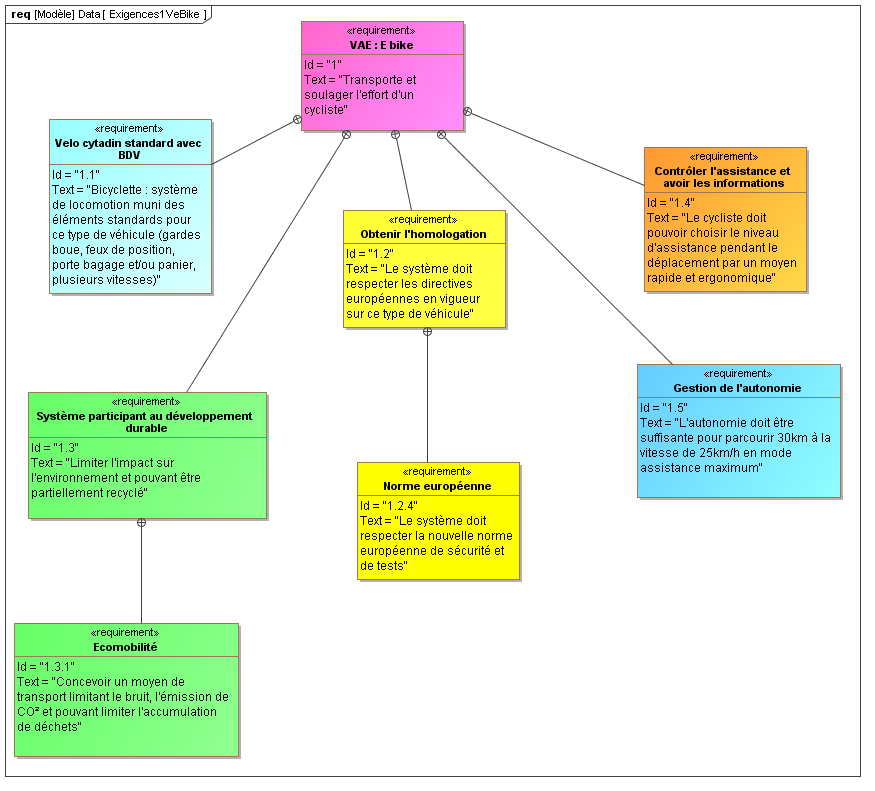 req [Modèle] Data [ Exigences1VeBike ]
«requirement»
VAE : E bike
Id = "1"
Text = "Transporte et
soulager l'effort d'un
cycliste"
«requirement»
Velo cytadin standard avec
BDV
Id = "1.1"
Text = "Bicyclette : système
de locomotion muni des
éléments standards pour
ce type de véhicule (gardes
boue, feux de position,
porte bagage et/ou panier,
plusieurs vitesses)"
«requirement»
Contrôler l'assistance et
avoir les informations
Id = "1.4"
Text = "Le cycliste doit
pouvoir choisir le niveau
d'assistance pendant le
déplacement par un moyen
rapide et ergonomique"
«requirement»
Obtenir l'homologation
Id = "1.2"
Text = "Le système doit
respecter les directives
européennes en vigueur
sur ce type de véhicule"
«requirement»
Gestion de l'autonomie
Id = "1.5"
Text = "L'autonomie doit être
suffisante pour parcourir 30km à la
vitesse de 25km/h en mode
assistance maximum"
«requirement»
Système participant au développement
durable
Id = "1.3"
Text = "Limiter l'impact sur
l'environnement et pouvant être
partiellement recyclé"
«requirement»
Norme européenne
Id = "1.2.4"
Text = "Le système doit
respecter la nouvelle norme
européenne de sécurité et
de tests"
«requirement»
Ecomobilité
Id = "1.3.1"
Text = "Concevoir un moyen de
transport limitant le bruit, l'émission de
CO² et pouvant limiter l'accumulation
de déchets"